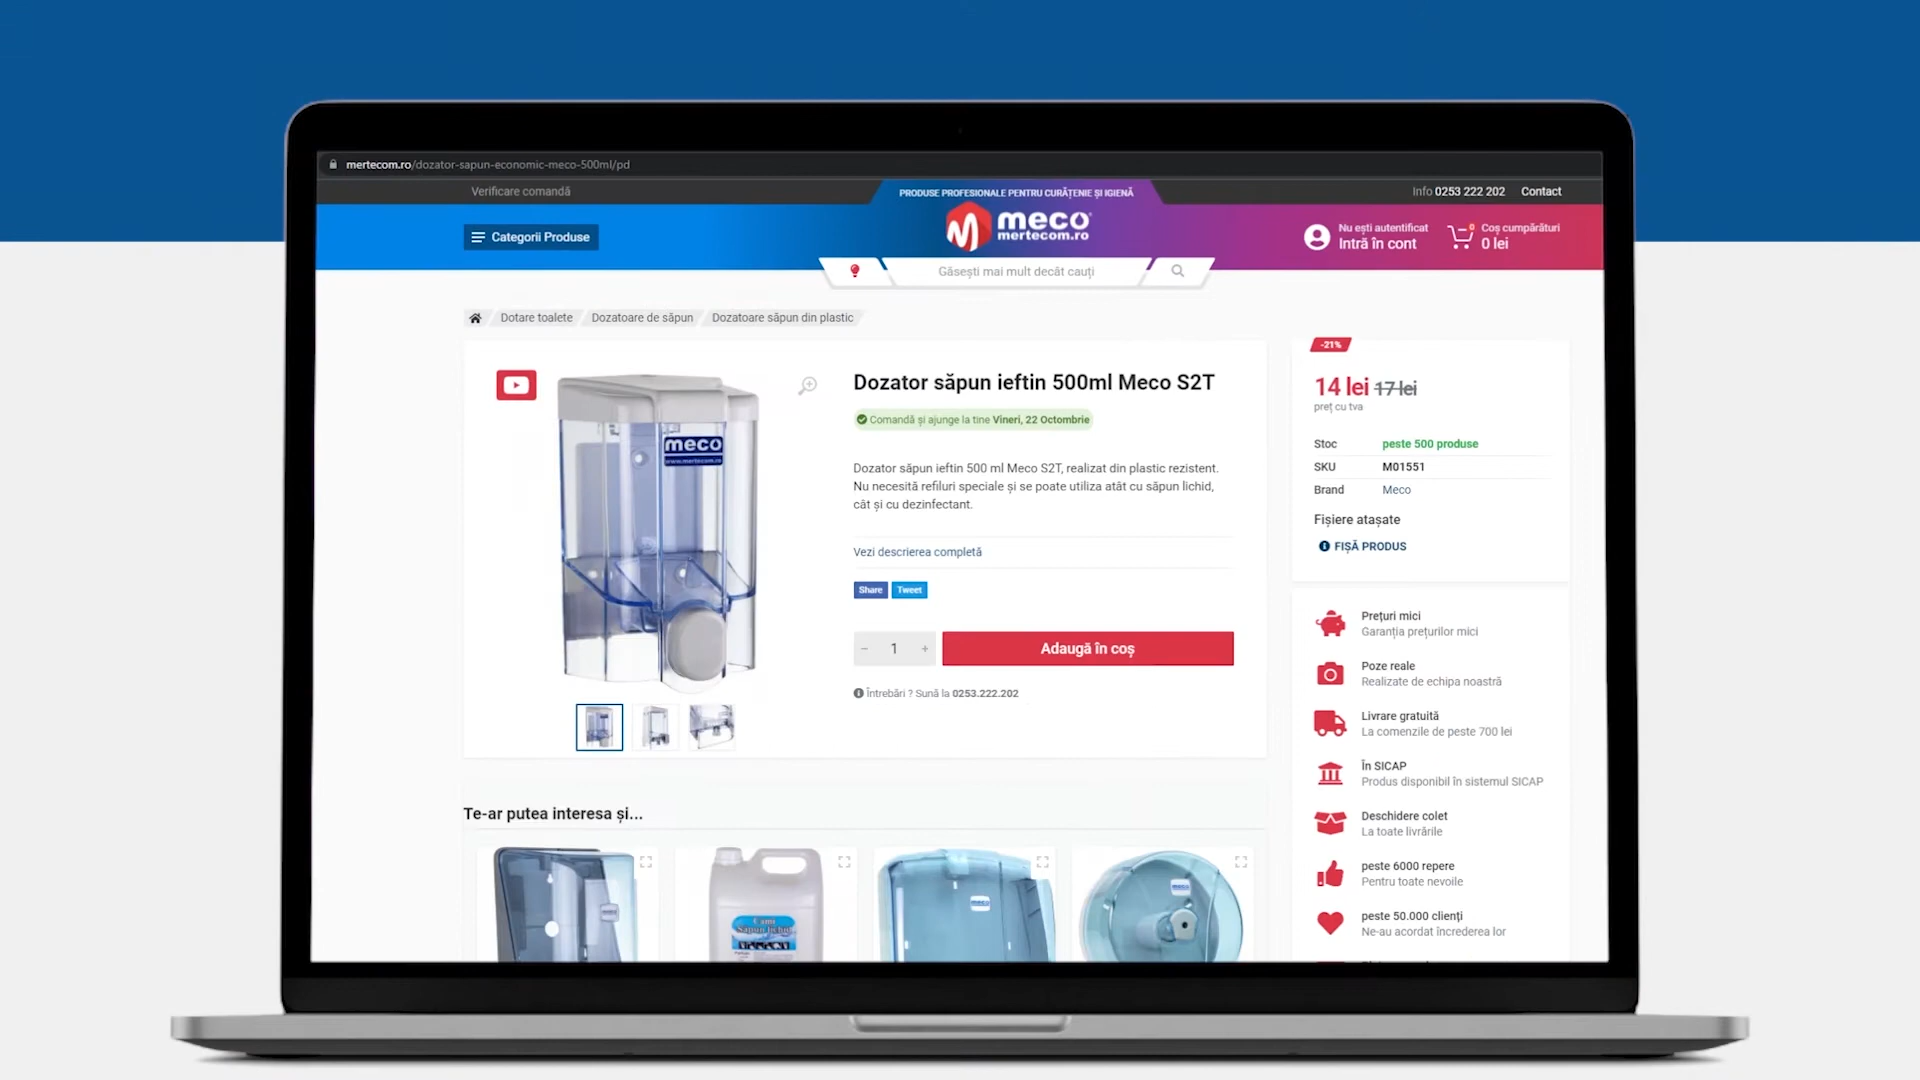 mertecom.ro/dozator-sapun-economic-meco-500ml/pd
Verificare comandă
PRODUSE PROFESIONALE PENTRU CURĂȚENIE ȘI IGIENĂ
Info 0253 222 202 Contact
Categorii Produse
meco
mertecom.ro
Nu ești autentificat
Intră în cont
0
Coș cumpărături
0 lei
Găsești mai mult decât cauți
Dotare toalete Dozatoare de săpun Dozatoare săpun din plastic
meco
www.mertecom.ro
Dozator săpun ieftin 500ml Meco S2T
Comandă și ajunge la tine Vineri, 22 Octombrie
Dozator săpun ieftin 500 ml Meco S2T, realizat din plastic rezistent.
Nu necesită refiluri speciale și se poate utiliza atât cu săpun lichid,
cât și cu dezinfectant.
Vezi descrierea completă
Share Tweet
- 1 + Adaugă în coș
Întrebări ? Sună la 0253.222.202
-21%
14 lei 17 lei
preț cu tva
Stoc peste 500 produse
SKU M01551
Brand Meco
Fișiere atașate
FIȘĂ PRODUS
Prețuri mici
Garanția prețurilor mici
Poze reale
Realizate de echipa noastră
Livrare gratuită
La comenzile de peste 700 lei
În SICAP
Produs disponibil în sistemul SICAP
Deschidere colet
La toate livrările
peste 6000 repere
Pentru toate nevoile
peste 50.000 clienți
Ne-au acordat încrederea lor
Te-ar putea interesa și...
Săpun lichid
meco
meco